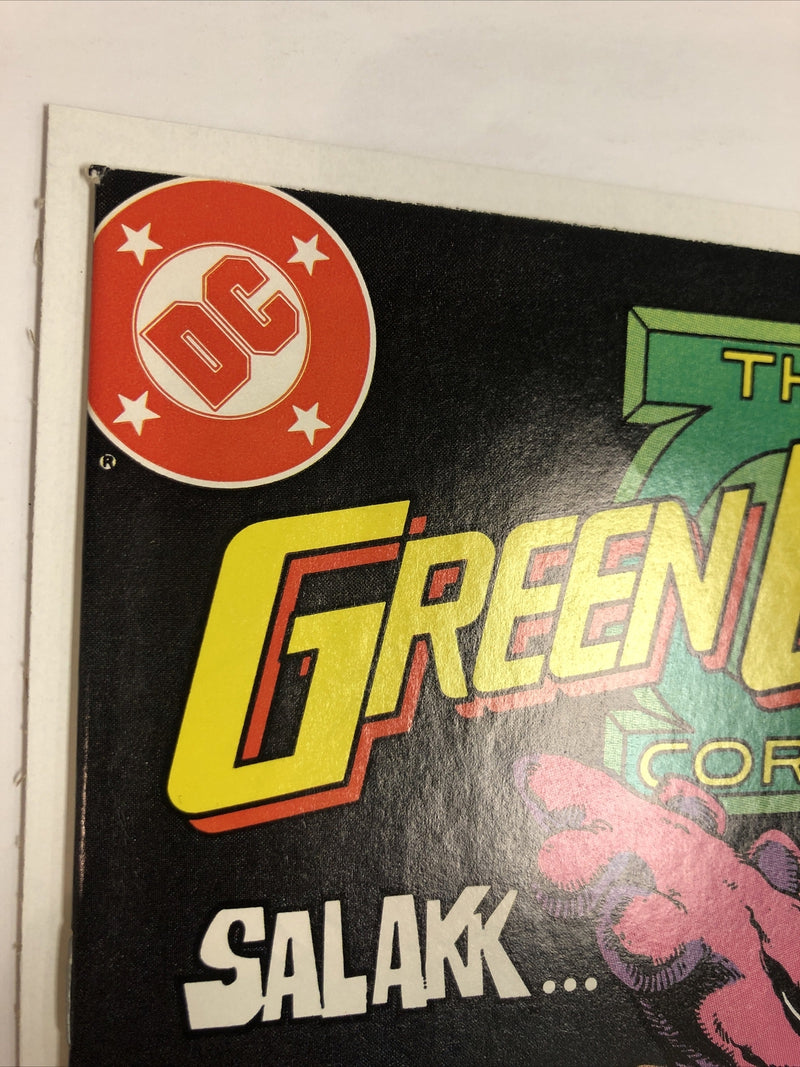 DC
®
TH
GREEN L
COR
SALAKK...